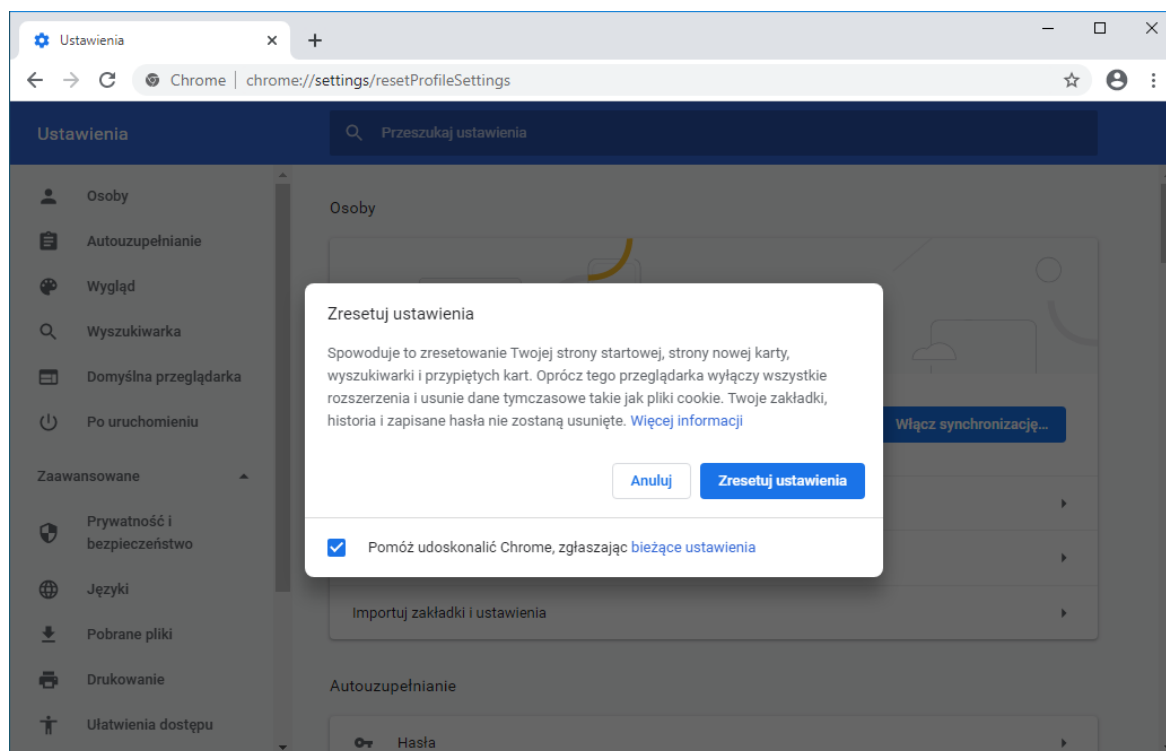 Ustawienia
Chrome | chrome://settings/resetProfileSettings
Ustawienia
Przeszukaj ustawienia
Osoby
Autouzupełnianie
Wygląd
Wyszukiwarka
Domyślna przeglądarka
Po uruchomieniu
Zaawansowane
Prywatność i
bezpieczeństwo
Języki
Pobrane pliki
Drukowanie
Ułatwienia dostępu
Osoby
Włącz synchronizację...
Importuj zakładki i ustawienia
Autouzupełnianie
Hasła
Zresetuj ustawienia
Spowoduje to zresetowanie Twojej strony startowej, strony nowej karty,
wyszukiwarki i przypiętych kart. Oprócz tego przeglądarka wyłączy wszystkie
rozszerzenia i usunie dane tymczasowe takie jak pliki cookie. Twoje zakładki,
historia i zapisane hasła nie zostaną usunięte. Więcej informacji
Anuluj
Zresetuj ustawienia
Pomóż udoskonalić Chrome, zgłaszając bieżące ustawienia